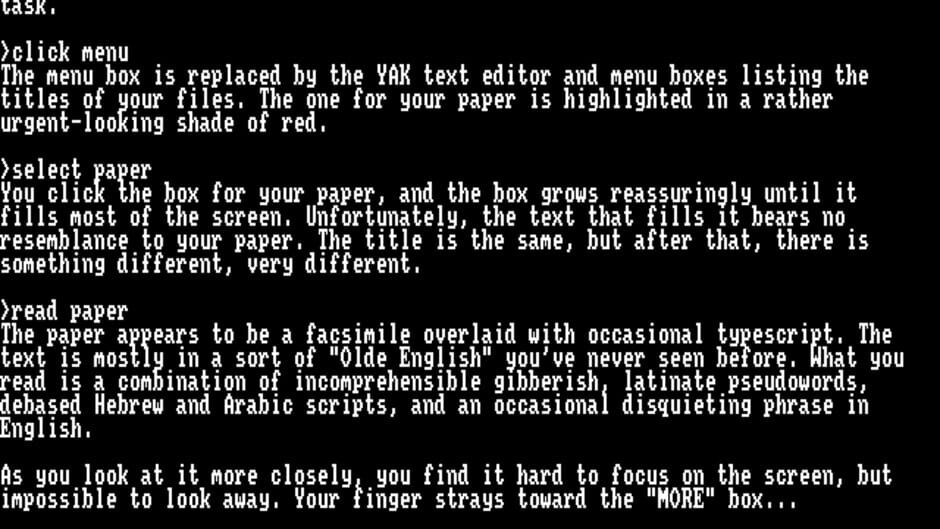 task.
>click menu
The menu box is replaced by the YAK text editor and menu boxes listing the
titles of your files. The one for your paper is highlighted in a rather
urgent-looking shade of red.
>select paper
You click the box for your paper, and the box grows reassuringly until it
fills most of the screen. Unfortunately, the text that fills it bears no
resemblance to your paper. The title is the same, but after that, there is
something different, very different.
>read paper
The paper appears to be a facsimile overlaid with occasional typescript. The
text is mostly in a sort of "Olde English" you've never seen before. What you
read is a combination of incomprehensible gibberish, latinate pseudowords,
debased Hebrew and Arabic scripts, and an occasional disquieting phrase in
English.
As you look at it more closely, you find it hard to focus on the screen, but
impossible to look away. Your finger strays toward the "MORE" box...